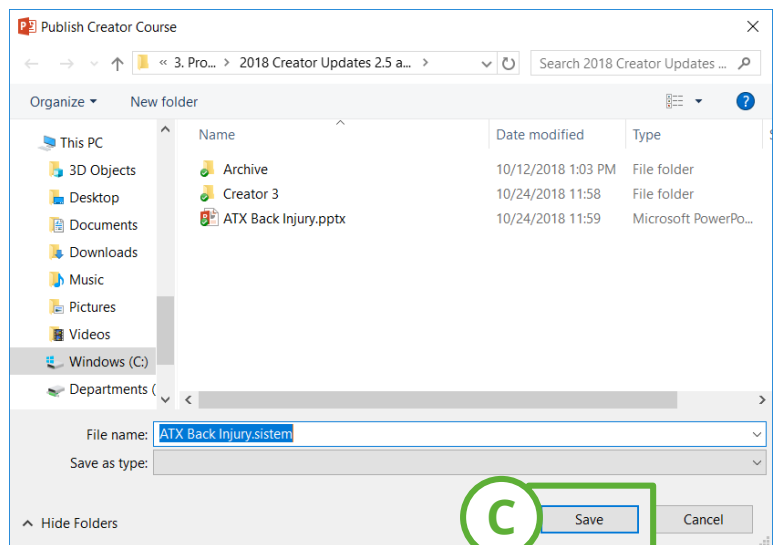 Publish Creator Course
« 3. Pro... > 2018 Creator Updates 2.5 a... >
Search 2018 Creator Updates ...
Organize New folder
Name Date modified Type
This PC
3D Objects
Desktop
Documents
Downloads
Music
Pictures
Videos
Windows (C:)
Departments (
Archive 10/12/2018 1:03 PM File folder
Creator 3 10/24/2018 11:58 File folder
ATX Back Injury.pptx 10/24/2018 11:59 Microsoft PowerPo...
File name: ATX Back Injury.sistem
Save as type:
Hide Folders
C
Save
Cancel